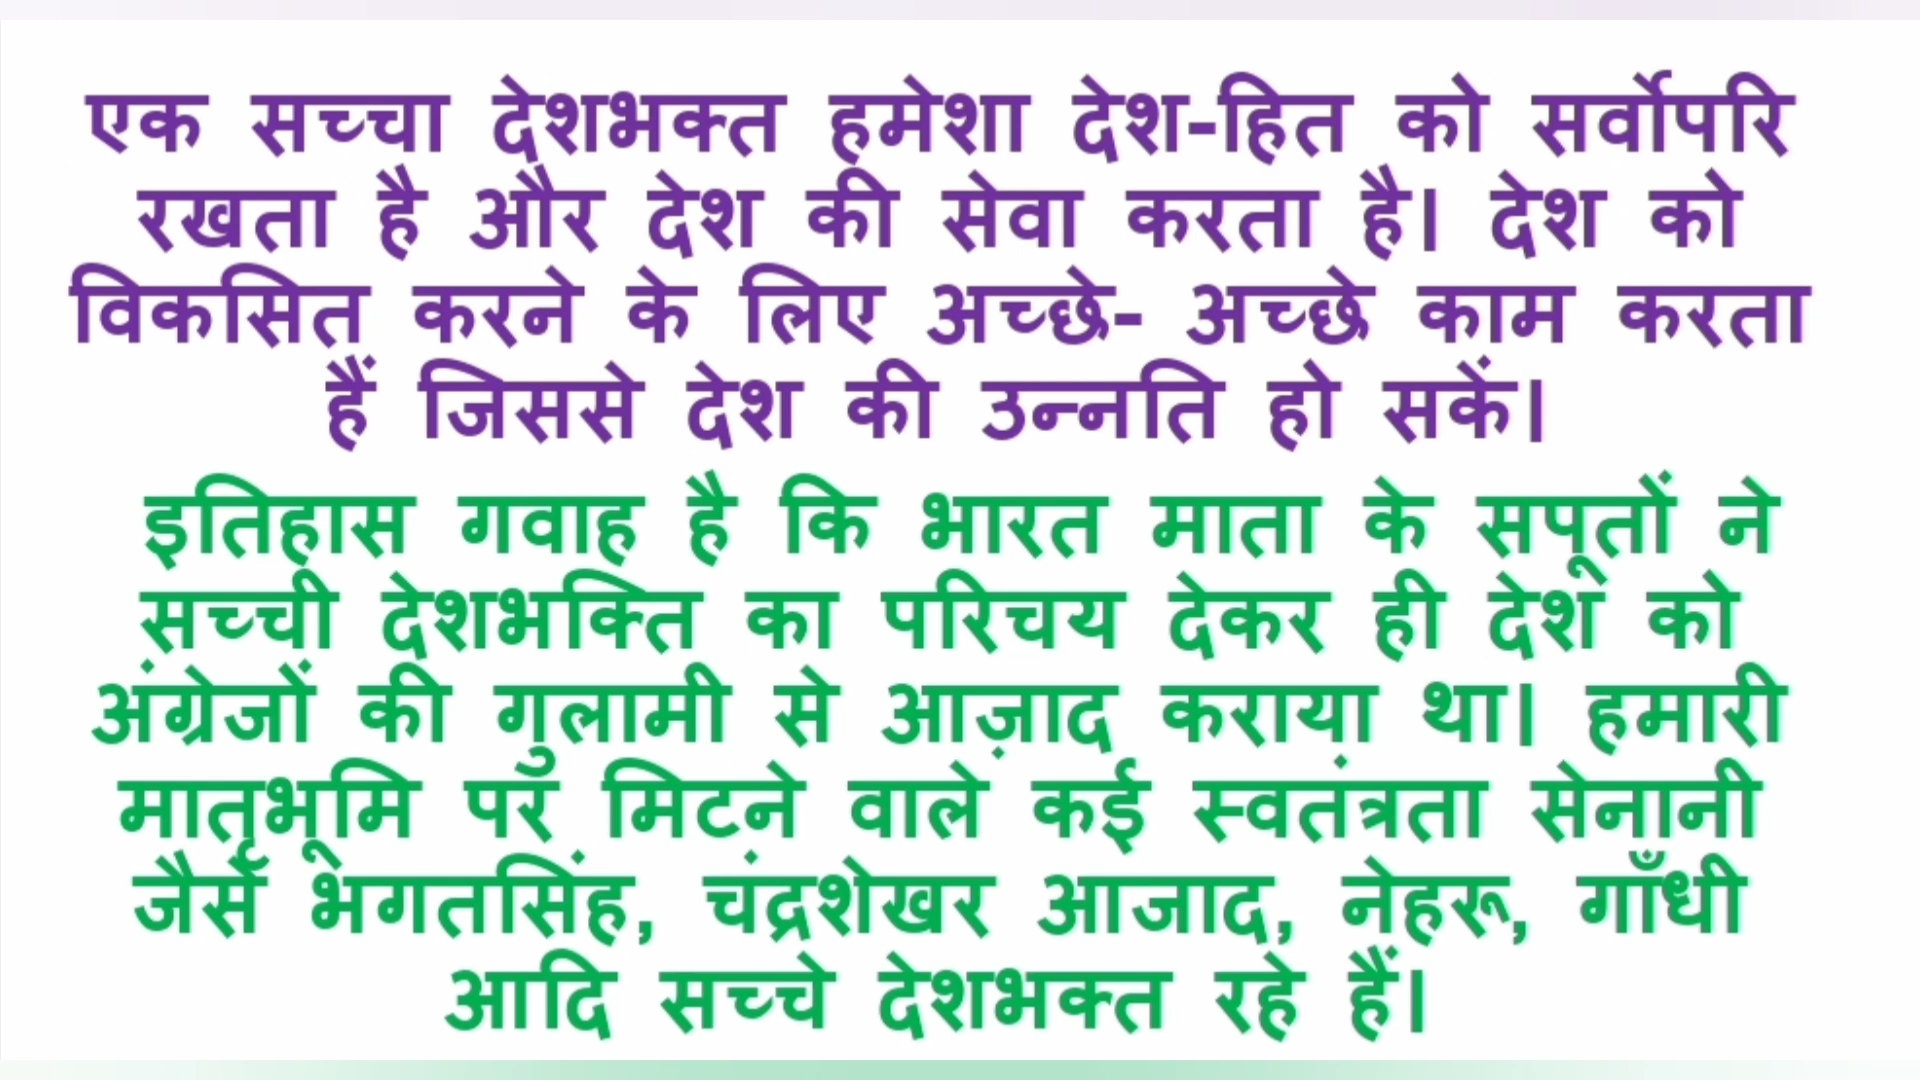 एक सच्चा देशभक्त हमेशा देश-हित को सर्वोपरि
रखता है और देश की सेवा करता है। देश को
विकसित करने के लिए अच्छे- अच्छे काम करता
हैं जिससे देश की उन्नति हो सकें।
इतिहास गवाह है कि भारत माता के सपूतों ने
सच्ची देशभक्ति का परिचय देकर ही देश को
अंग्रेजों की गुलामी से आज़ाद कराया था। हमारी
मातृभूमि पर मिटने वाले कई स्वतंत्रता सेनानी
जैसे भगतसिंह, चंद्रशेखर आजाद, नेहरू, गाँधी
आदि सच्चे देशभक्त रहे हैं।